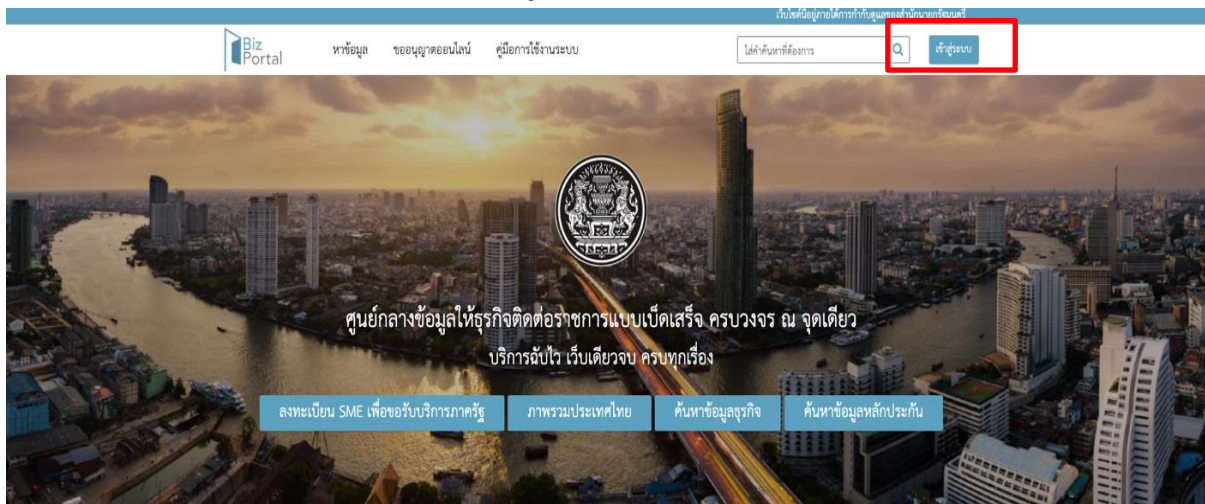 เว็บไซต์นี้อยู่ภายใต้การกำกับดูแลของสำนักนายกรัฐมนตรี
Biz
Portal
หาข้อมูล ขออนุญาตออนไลน์ คู่มือการใช้งานระบบ ใส่คำค้นหาที่ต้องการ เข้าสู่ระบบ
ศูนย์กลางข้อมูลให้ธุรกิจติดต่อราชการแบบเบ็ดเสร็จ ครบวงจร ณ จุดเดียว
บริการฉับไว เว็บเดียวจบ ครบทุกเรื่อง
ลงทะเบียน SME เพื่อขอรับบริการภาครัฐ ภาพรวมประเทศไทย ค้นหาข้อมูลธุรกิจ ค้นหาข้อมูลหลักประกัน